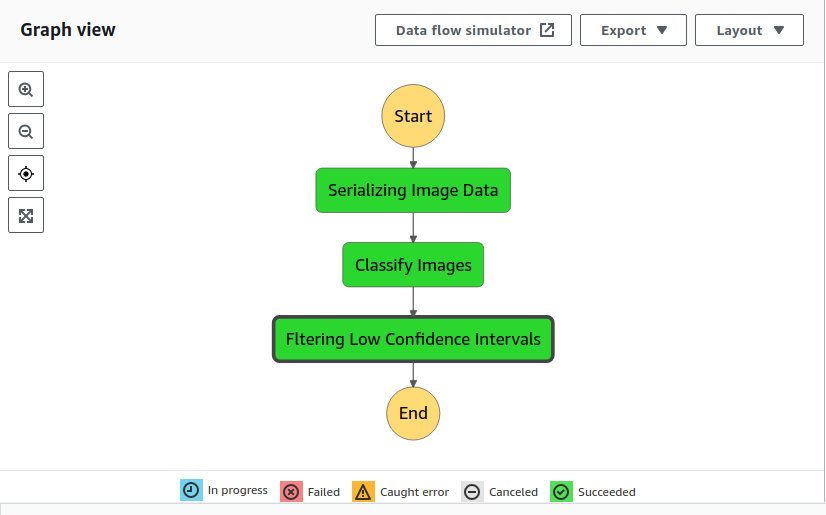 Graph view
Data flow simulator
Export
Layout
Start
Serializing Image Data
Classify Images
Fltering Low Confidence Intervals
End
In progress
Failed
Caught error
Canceled
Succeeded